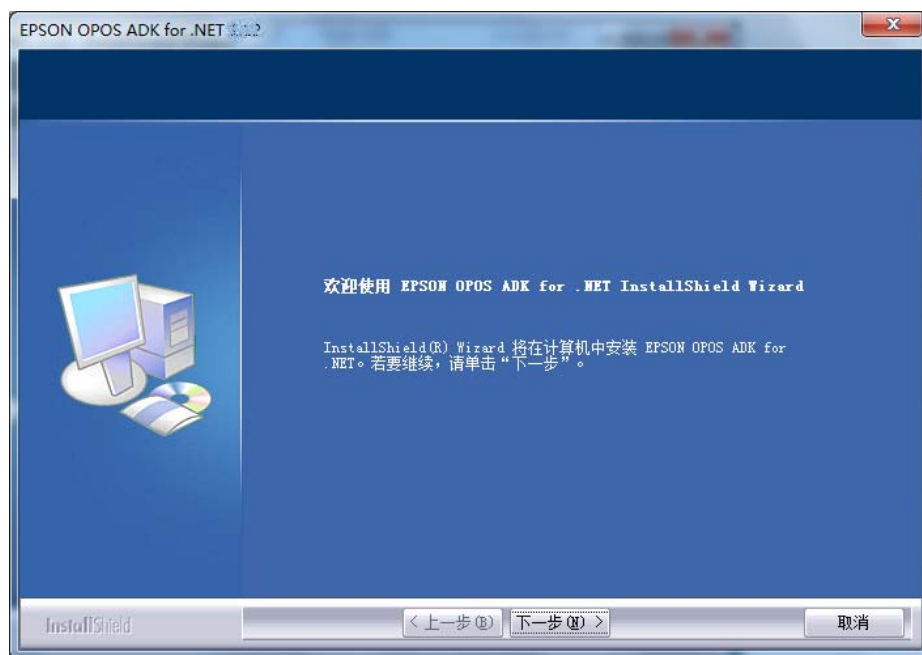 EPSON OPOS ADK for .NET
欢迎使用 EPSON OPOS ADK for .NET InstallShield Wizard
InstallShield(R) Wizard 将在计算机中安装 EPSON OPOS ADK for
.NET。若要继续，请单击“下一步”。
InstallShield
< 上一步(B)
下一步(N) >
取消